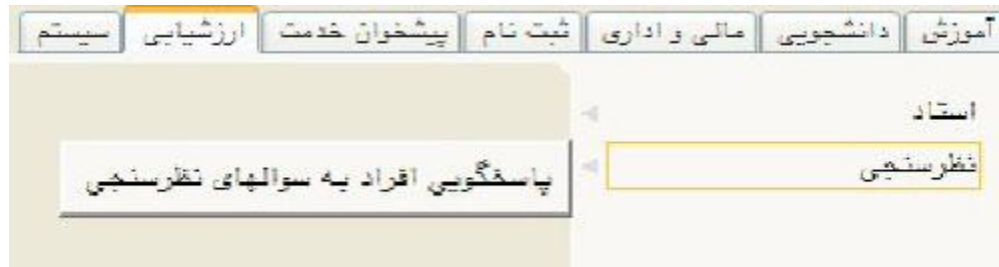 آموزش دانشجویی مالی و اداری ثبت نام پیشخوان خدمت ارزشیابی سیستم
استاد
نظرسنجی
پاسخگویی افراد به سوالهای نظرسنجی